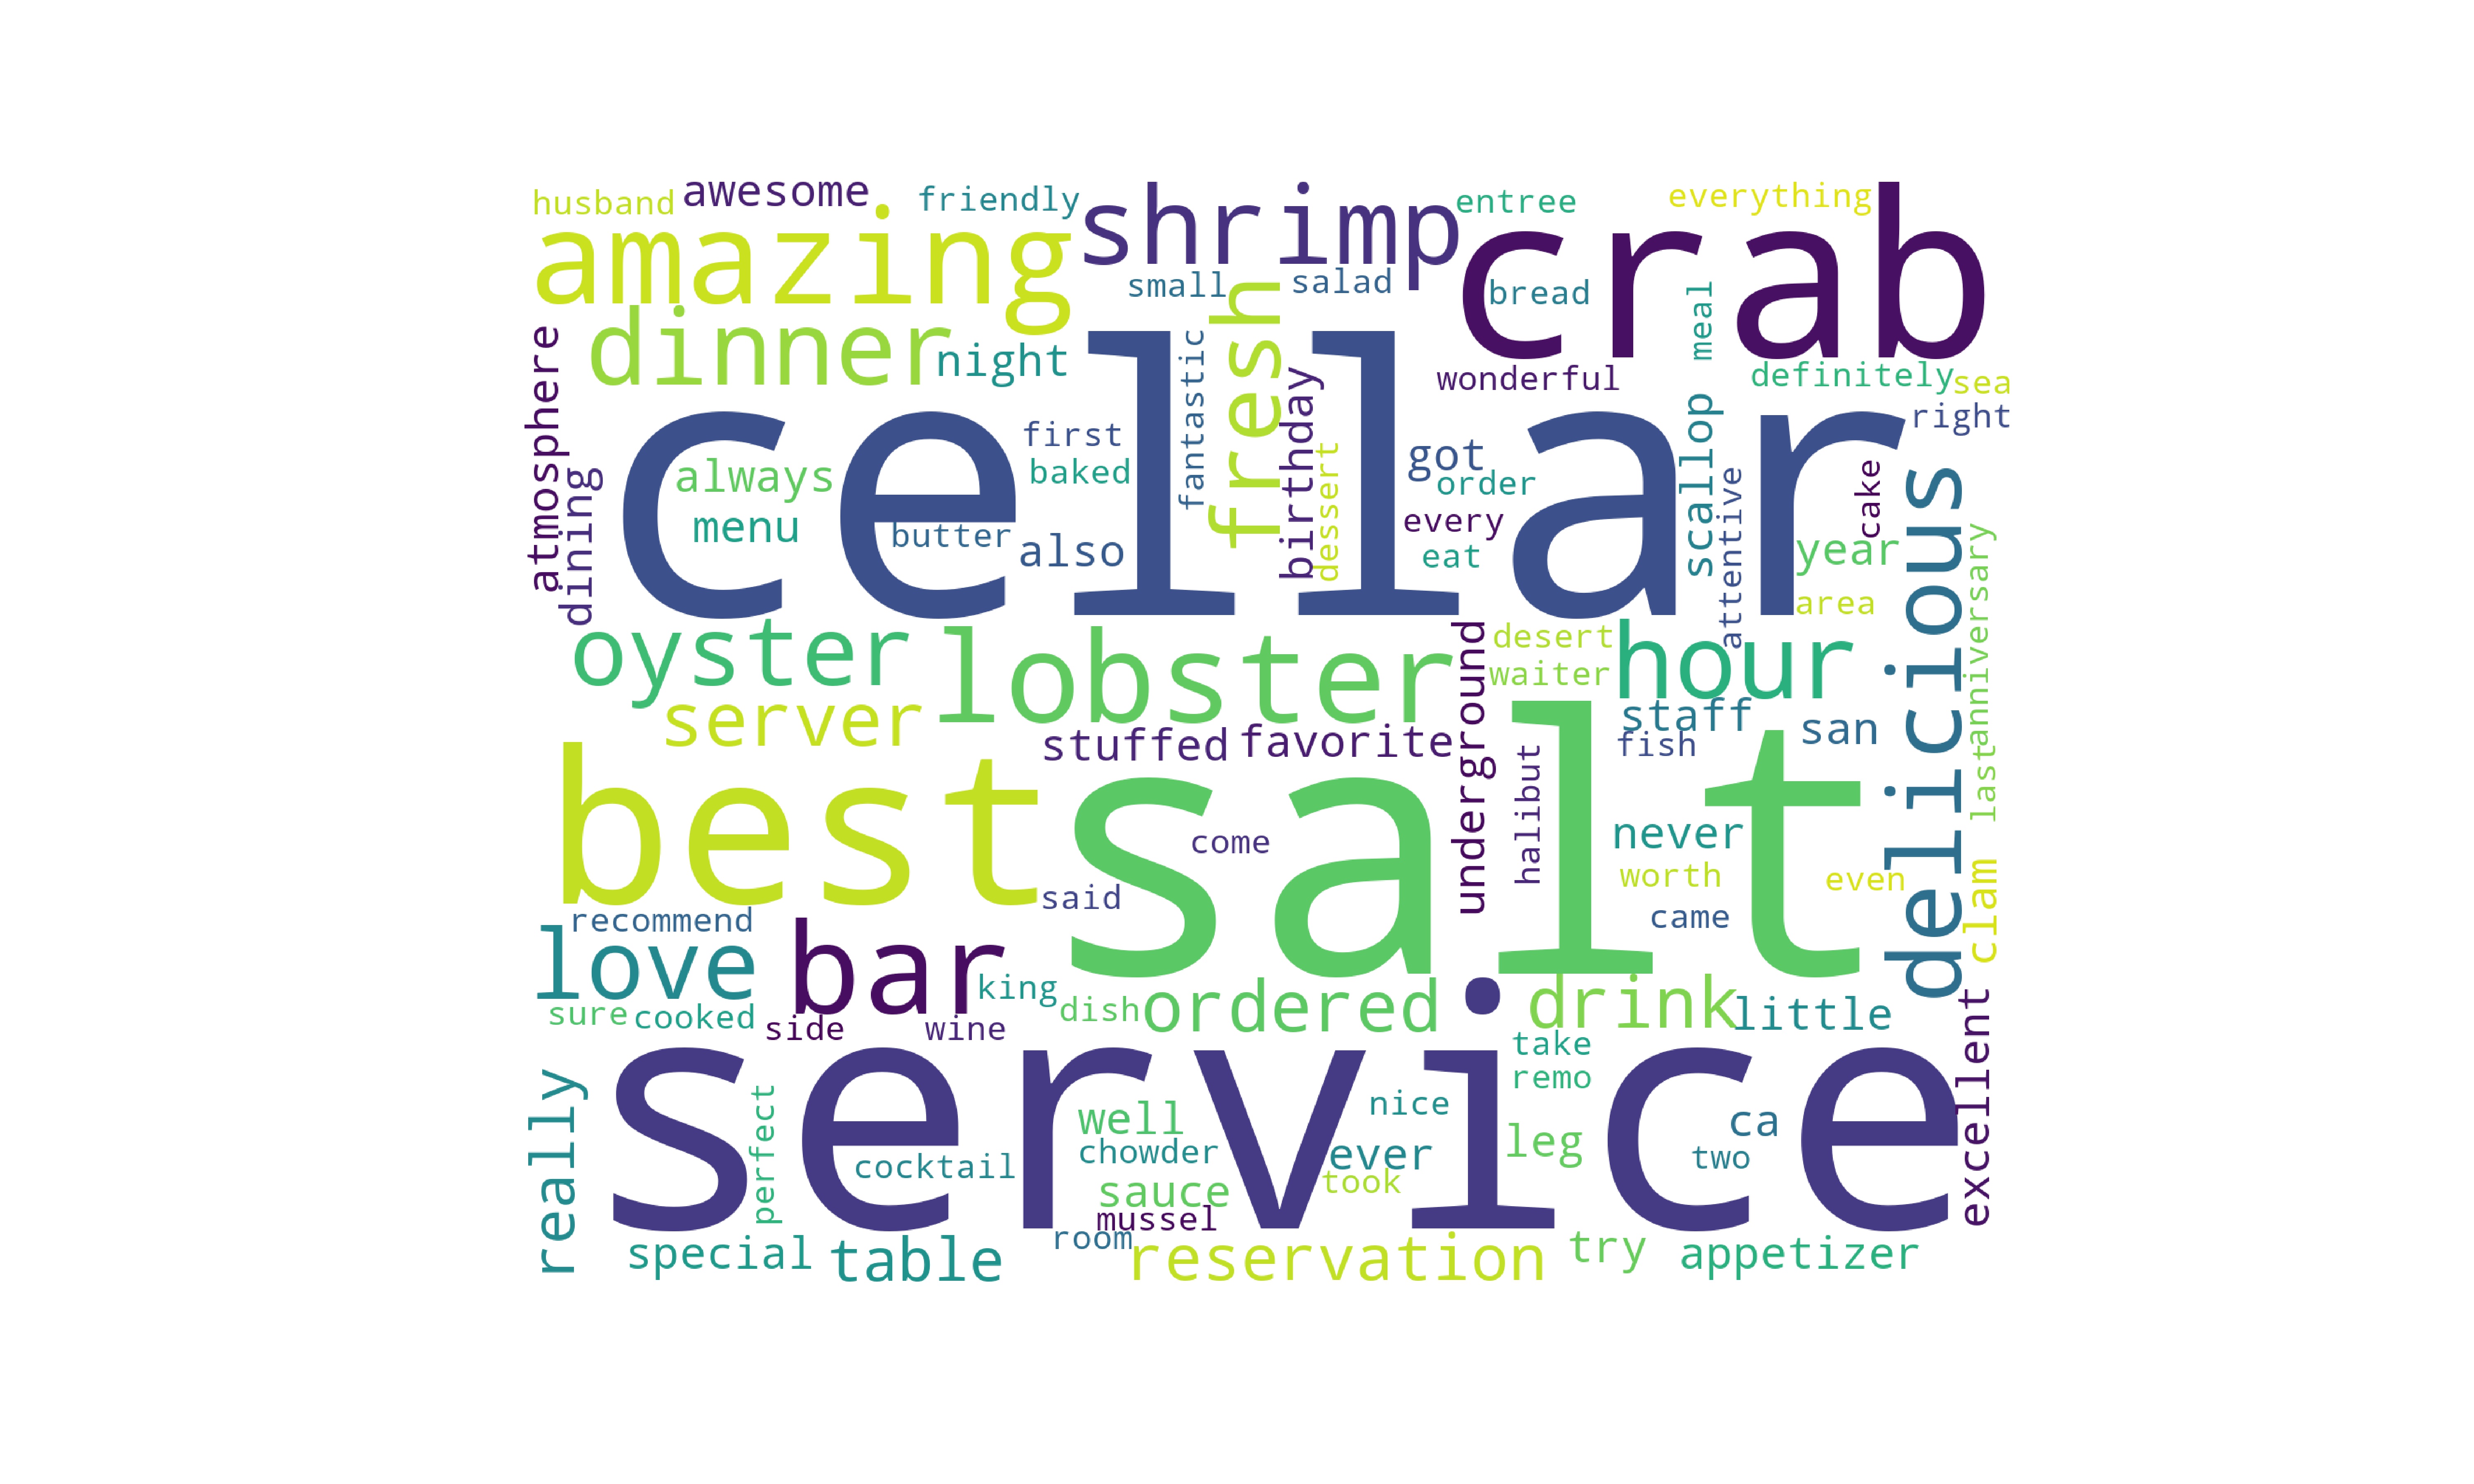 husband
awesome
friendly
shrimp
entree
everything
crab
amazing
small
salad
bread
meal
dinner
night
fresh
fantastic
birthday
wonderful
definitely
sea
right
atmosphere
cellar
first
always
baked
got
order
scallop
cake
dining
menu
butter
also
dessert
every
eat
attentive
year
area
delicious
anniversary
oyster
lobster
underground
desert
waiter
hour
server
stuffed
favorite
staff
san
fish
best
salt
halibut
last
come
never
worth
even
said
came
clam
recommend
love
bar
king
dish
ordered
drink
little
sure
cooked
side
wine
excellent
really
service
take
remo
perfect
nice
well
ca
chowder
ever
leg
two
cocktail
took
sauce
mussel
room
special
table
reservation
try
appetizer